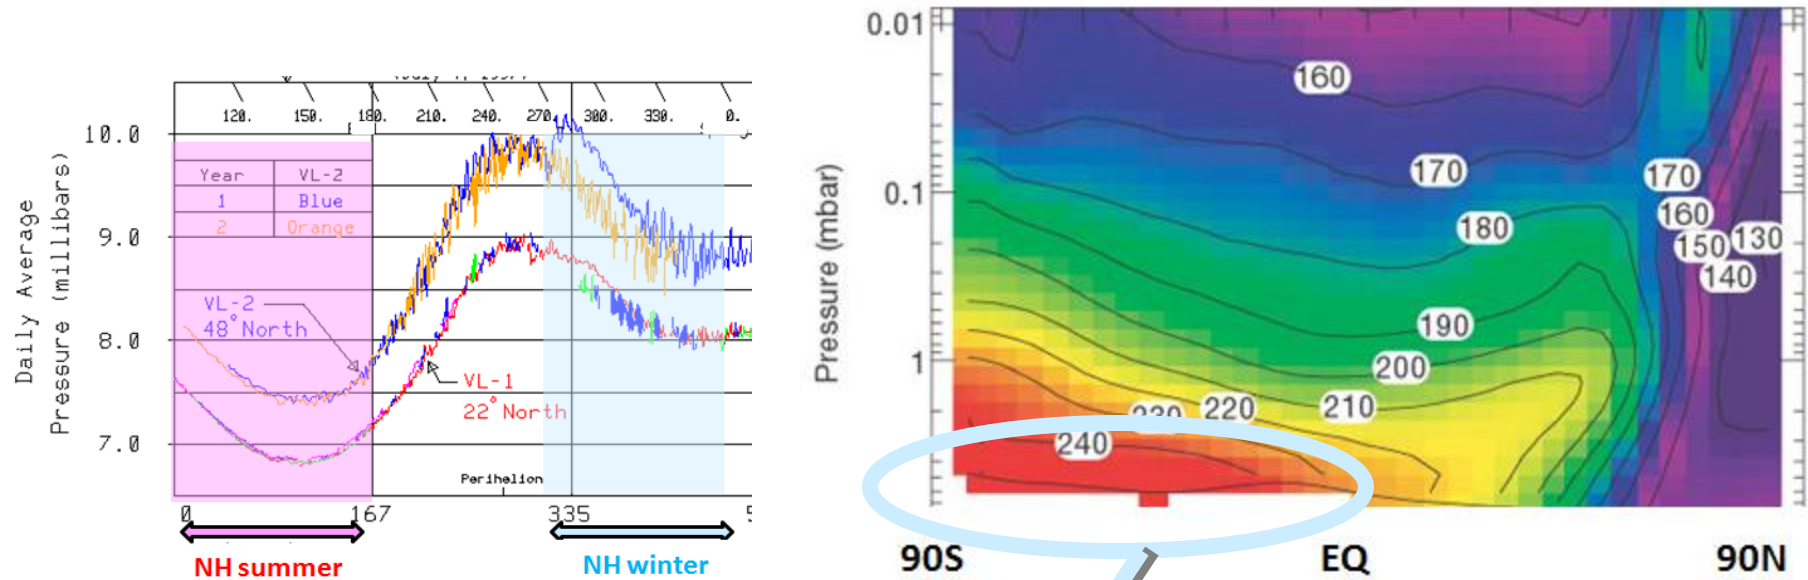 120. 150. 180. 210. 240. 270. 300. 330. 0.
10.0
9.0
8.0
7.0
Daily Average
Pressure (millibars)
Year VL-2
1 Blue
2 Orange
VL-2
48° North
VL-1
22° North
Perihelion
0 167 335
NH summer
NH winter
0.01
0.1
1
Pressure (mbar)
160
170
170
180
160
150
130
140
190
200
210
220
230
240
90S EQ 90N